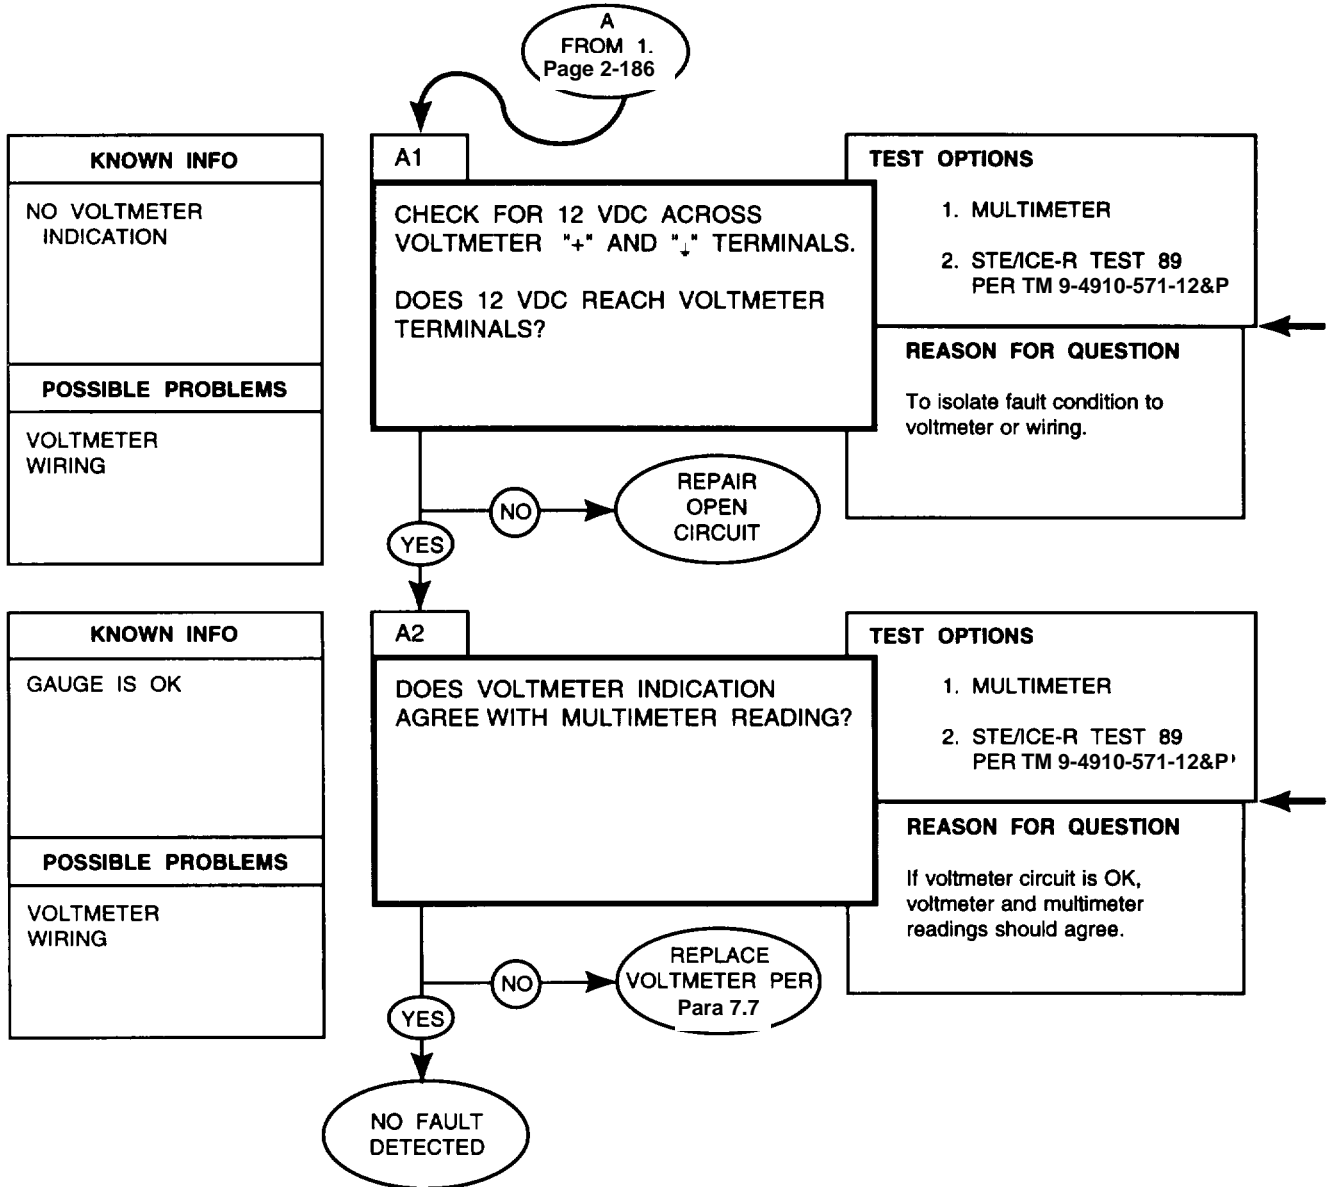 A
FROM 1.
Page 2-186
KNOWN INFO
NO VOLTMETER
INDICATION
POSSIBLE PROBLEMS
VOLTMETER
WIRING
A1
CHECK FOR 12 VDC ACROSS
VOLTMETER "+" AND "⏚" TERMINALS.
DOES 12 VDC REACH VOLTMETER
TERMINALS?
TEST OPTIONS
1. MULTIMETER
2. STE/ICE-R TEST 89
PER TM 9-4910-571-12&P
REASON FOR QUESTION
To isolate fault condition to
voltmeter or wiring.
NO
REPAIR
OPEN
CIRCUIT
YES
KNOWN INFO
GAUGE IS OK
POSSIBLE PROBLEMS
VOLTMETER
WIRING
A2
DOES VOLTMETER INDICATION
AGREE WITH MULTIMETER READING?
TEST OPTIONS
1. MULTIMETER
2. STE/ICE-R TEST 89
PER TM 9-4910-571-12&P
REASON FOR QUESTION
If voltmeter circuit is OK,
voltmeter and multimeter
readings should agree.
NO
REPLACE
VOLTMETER PER
Para 7.7
YES
NO FAULT
DETECTED